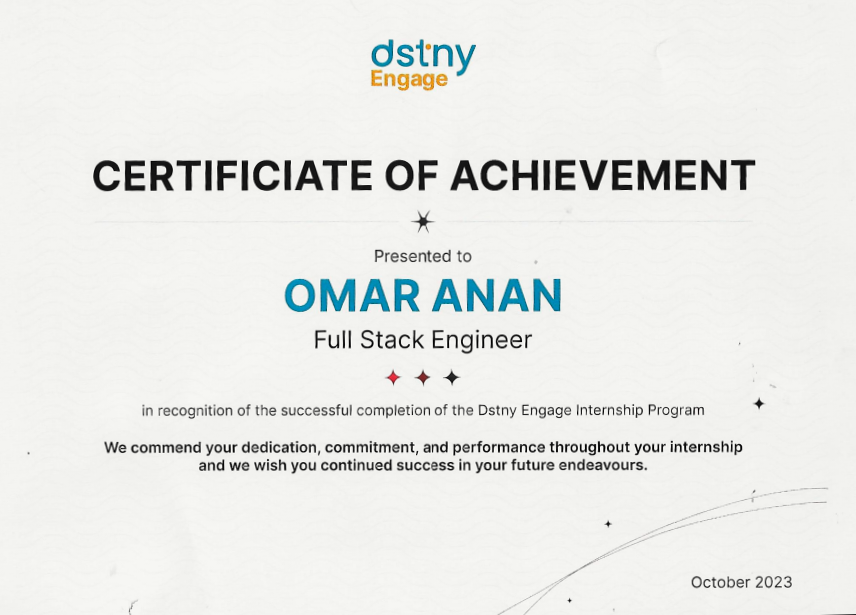 dstny
Engage
CERTIFICIATE OF ACHIEVEMENT
Presented to
OMAR ANAN
Full Stack Engineer
in recognition of the successful completion of the Dstny Engage Internship Program
We commend your dedication, commitment, and performance throughout your internship
and we wish you continued success in your future endeavours.
October 2023